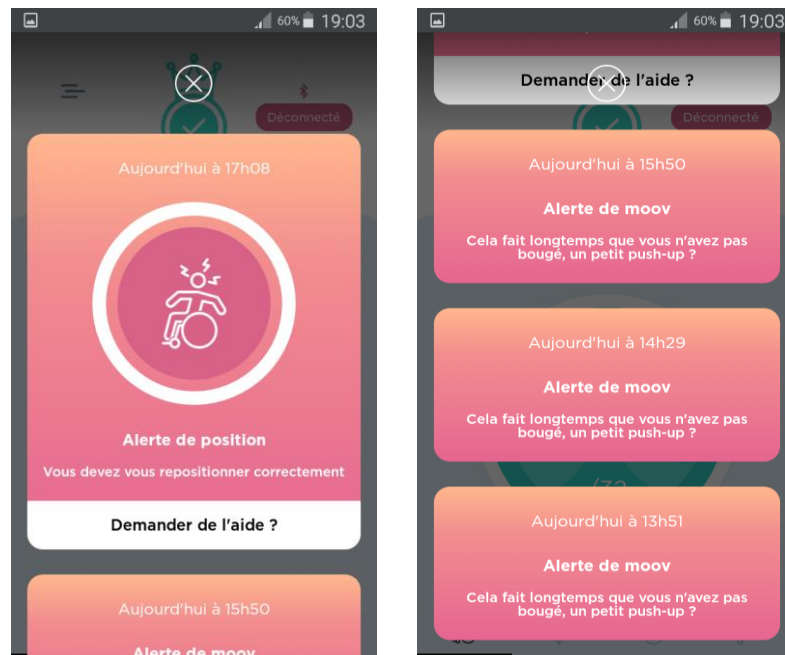 60% 19:03
Déconnecté
Aujourd'hui à 17h08
Alerte de position
Vous devez vous repositionner correctement
Demander de l'aide ?
Aujourd'hui à 15h50
Alerte de moov
60% 19:03
Demander de l'aide ?
Déconnecté
Aujourd'hui à 15h50
Alerte de moov
Cela fait longtemps que vous n'avez pas
bougé, un petit push-up ?
Aujourd'hui à 14h29
Alerte de moov
Cela fait longtemps que vous n'avez pas
bougé, un petit push-up ?
Aujourd'hui à 13h51
Alerte de moov
Cela fait longtemps que vous n'avez pas
bougé, un petit push-up ?